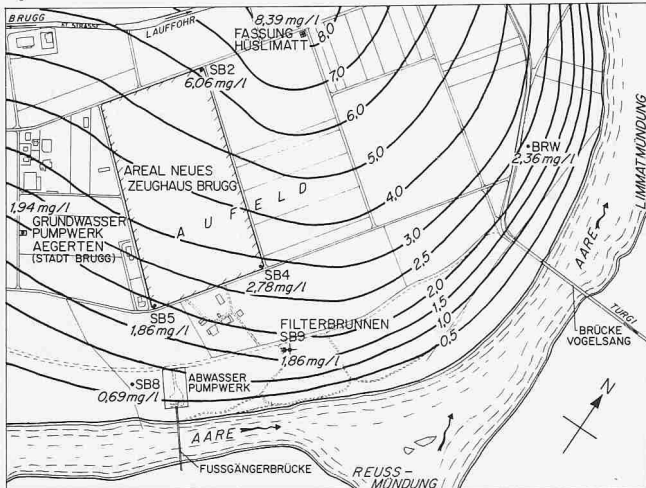 BRUGG
KT. STRASSE
LAUFFOHR
8,39 mg/l
FASSUNG
HÜSLIMATT
8,0
7,0
6,0
5,0
4,0
3,0
2,5
2,0
1,5
1,0
0,5
SB2
6,06 mg/l
BRW
2,36 mg/l
LIMMATMÜNDUNG
AREAL NEUES
ZEUGHAUS BRUGG
AUFELD
1,94 mg/l
GRUNDWASSER
PUMPWERK
AEGERTEN
(STADT BRUGG)
SB4
2,78 mg/l
SB5
1,86 mg/l
FILTERBRUNNEN
SB9
1,86 mg/l
AARE
TURGI
BRÜCKE
VOGELSANG
SB8
0,69 mg/l
ABWASSER
PUMPWERK
AARE
FUSSGÄNGERBRÜCKE
REUSS-
MÜNDUNG
N